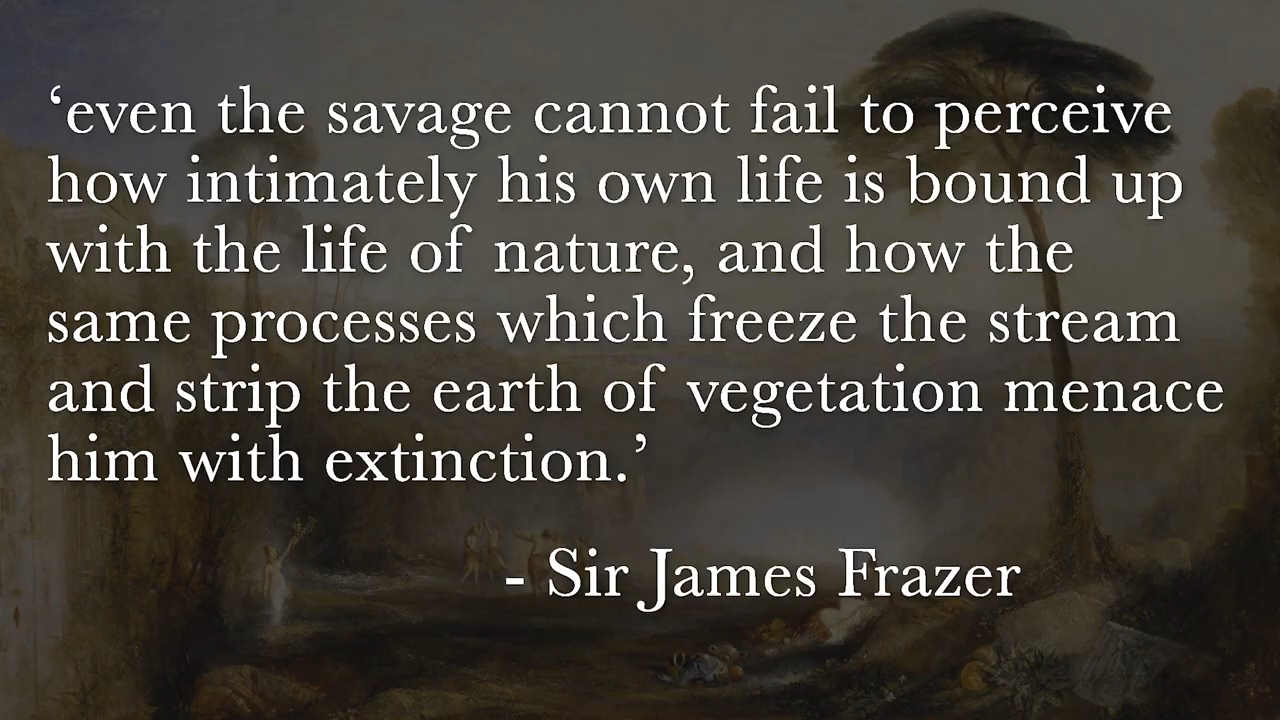 ‘even the savage cannot fail to perceive
how intimately his own life is bound up
with the life of nature, and how the
same processes which freeze the stream
and strip the earth of vegetation menace
him with extinction.’
- Sir James Frazer